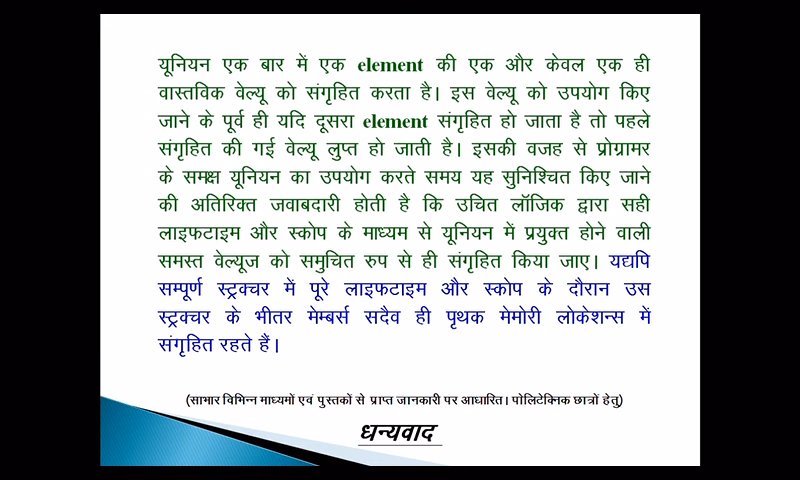 यूनियन एक बार में एक element की एक और केवल एक ही
वास्तविक वेल्यू को संगृहित करता है। इस वेल्यू को उपयोग किए
जाने के पूर्व ही यदि दूसरा element संगृहित हो जाता है तो पहले
संगृहित की गई वेल्यू लुप्त हो जाती है। इसकी वजह से प्रोग्रामर
के समक्ष यूनियन का उपयोग करते समय यह सुनिश्चित किए जाने
की अतिरिक्त जवाबदारी होती है कि उचित लॉजिक द्वारा सही
लाइफटाइम और स्कोप के माध्यम से यूनियन में प्रयुक्त होने वाली
समस्त वेल्यूज को समुचित रुप से ही संगृहित किया जाए। यद्यपि
सम्पूर्ण स्ट्रक्चर में पूरे लाइफटाइम और स्कोप के दौरान उस
स्ट्रक्चर के भीतर मेम्बर्स सदैव ही पृथक मेमोरी लोकेशन्स में
संगृहित रहते हैं।
(साभार विभिन्न माध्यमों एवं पुस्तकों से प्राप्त जानकारी पर आधारित। पोलिटेक्निक छात्रों हेतु)
धन्यवाद